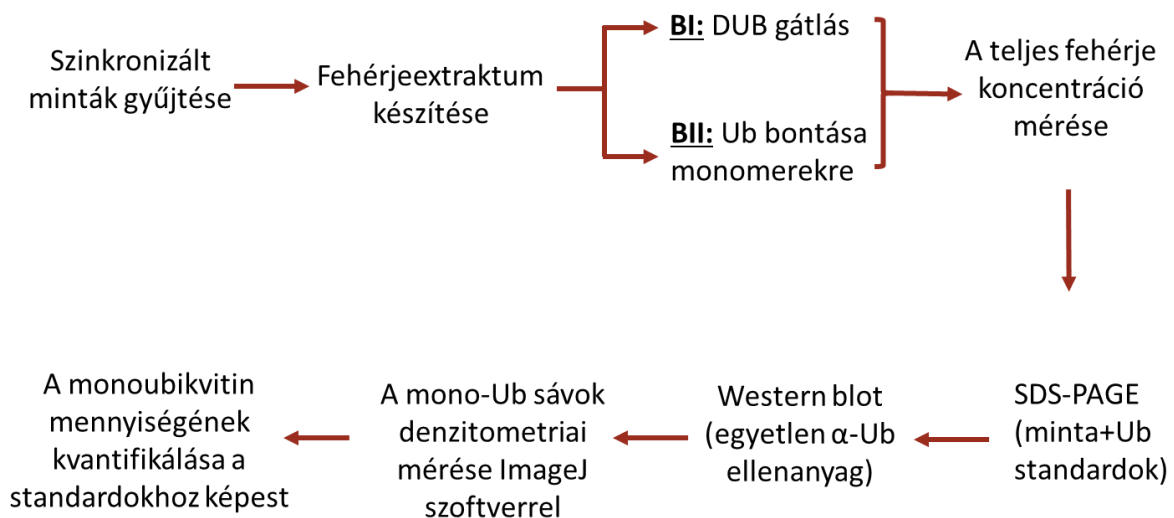 Szinkronizált
minták gyűjtése
Fehérjeextraktum
készítése
BI: DUB gátlás
BII: Ub bontása
monomerekre
A teljes fehérje
koncentráció
mérése
SDS-PAGE
(minta+Ub
standardok)
Western blot
(egyetlen α-Ub
ellenanyag)
A mono-Ub sávok
denzitometriai
mérése ImageJ
szoftverrel
A monoubikvitin
mennyiségének
kvantifikálása a
standardokhoz képest